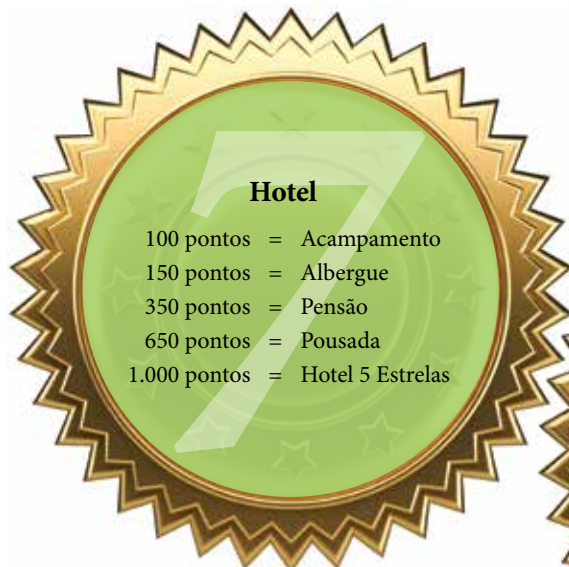 7
Hotel
100 pontos = Acampamento
150 pontos = Albergue
350 pontos = Pensão
650 pontos = Pousada
1.000 pontos = Hotel 5 Estrelas